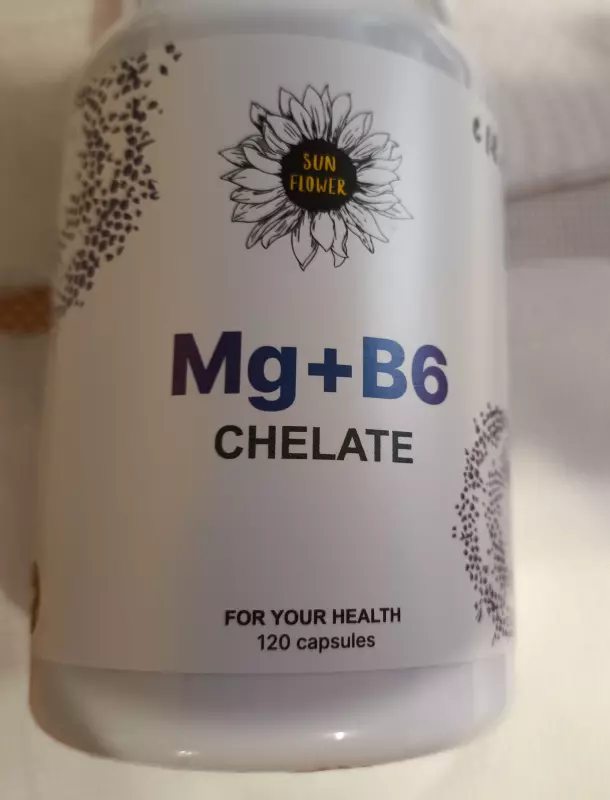 SUN
FLOWER
Mg+B6
CHELATE
FOR YOUR HEALTH
120 capsules